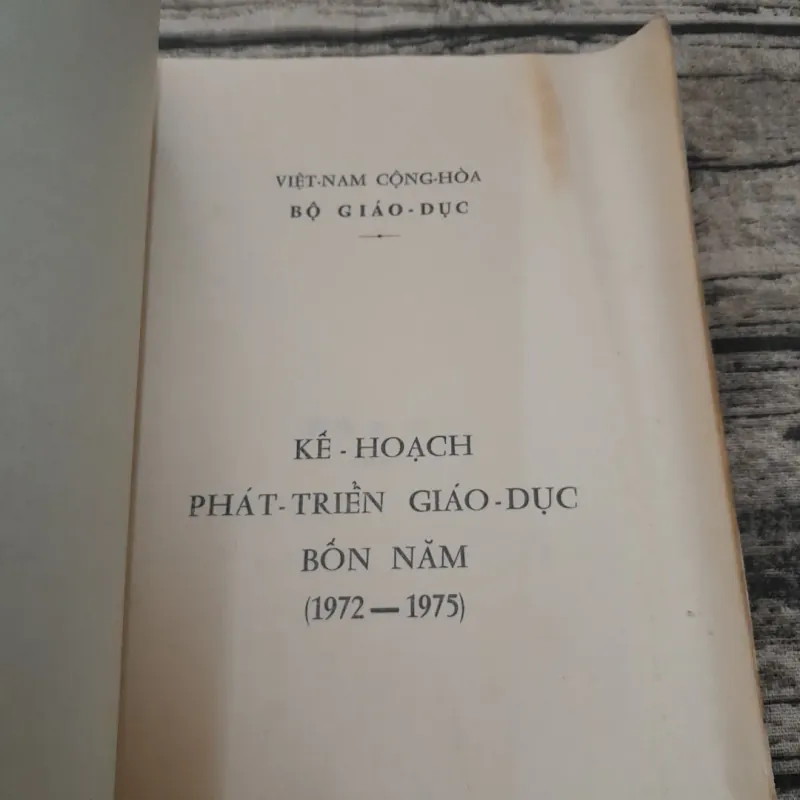 VIỆT-NAM CỘNG-HÒA
BỘ GIÁO-DỤC
KẾ-HOẠCH
PHÁT-TRIỂN GIÁO-DỤC
BỐN NĂM
(1972 — 1975)